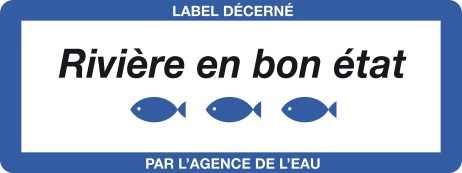 LABEL DÉCERNÉ
Rivière en bon état
PAR L'AGENCE DE L'EAU